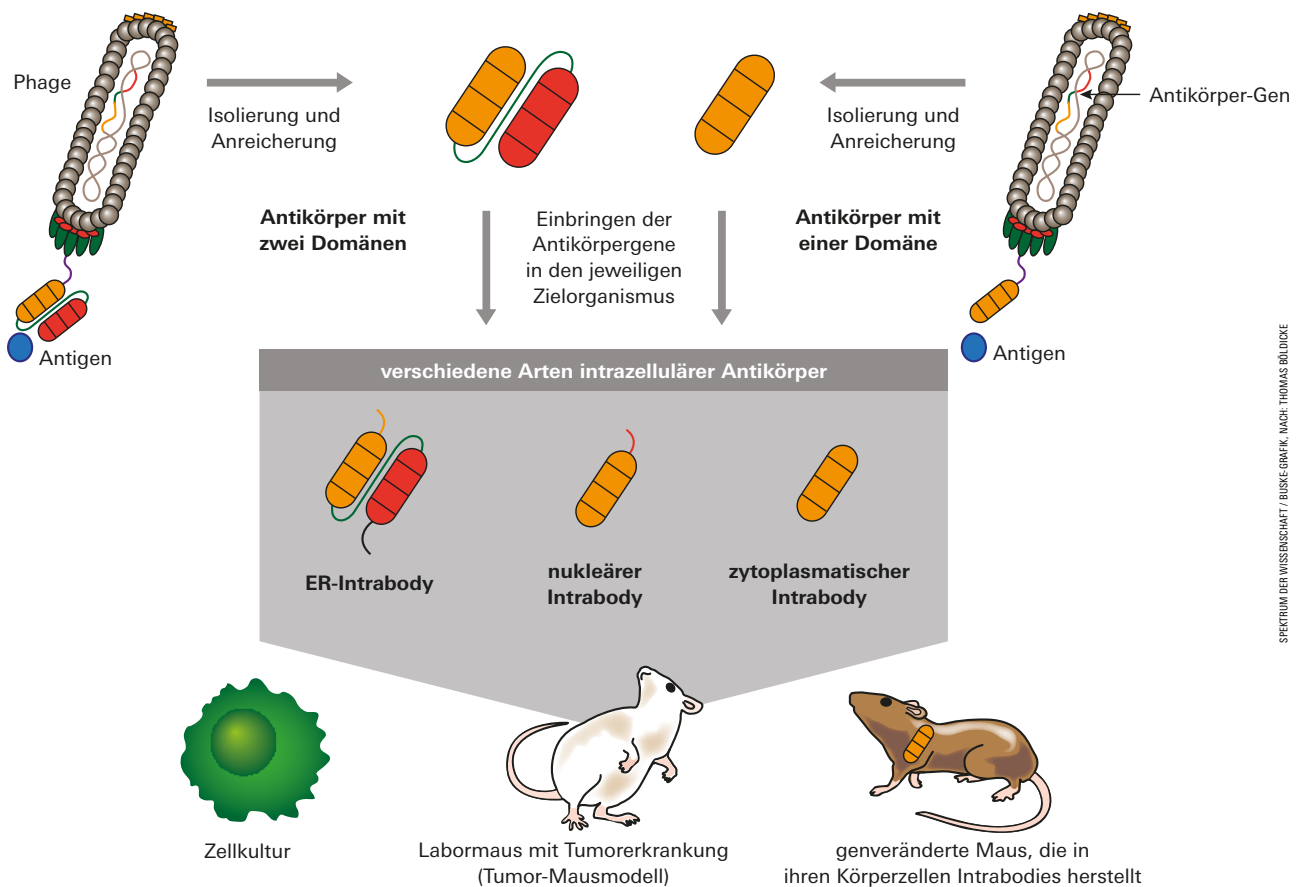 Phage
Isolierung und
Anreicherung
Isolierung und
Anreicherung
Antikörper-Gen
Antikörper mit
zwei Domänen
Einbringen der
Antikörpergene
in den jeweiligen
Zielorganismus
Antikörper mit
einer Domäne
Antigen
Antigen
verschiedene Arten intrazellulärer Antikörper
ER-Intrabody
nukleärer
Intrabody
zytoplasmatischer
Intrabody
Zellkultur
Labormaus mit Tumorerkrankung
(Tumor-Mausmodell)
genveränderte Maus, die in
ihren Körperzellen Intrabodies herstellt
SPEKTRUM DER WISSENSCHAFT / BUSKE-GRAFIK, NACH: THOMAS BÖLDICKE